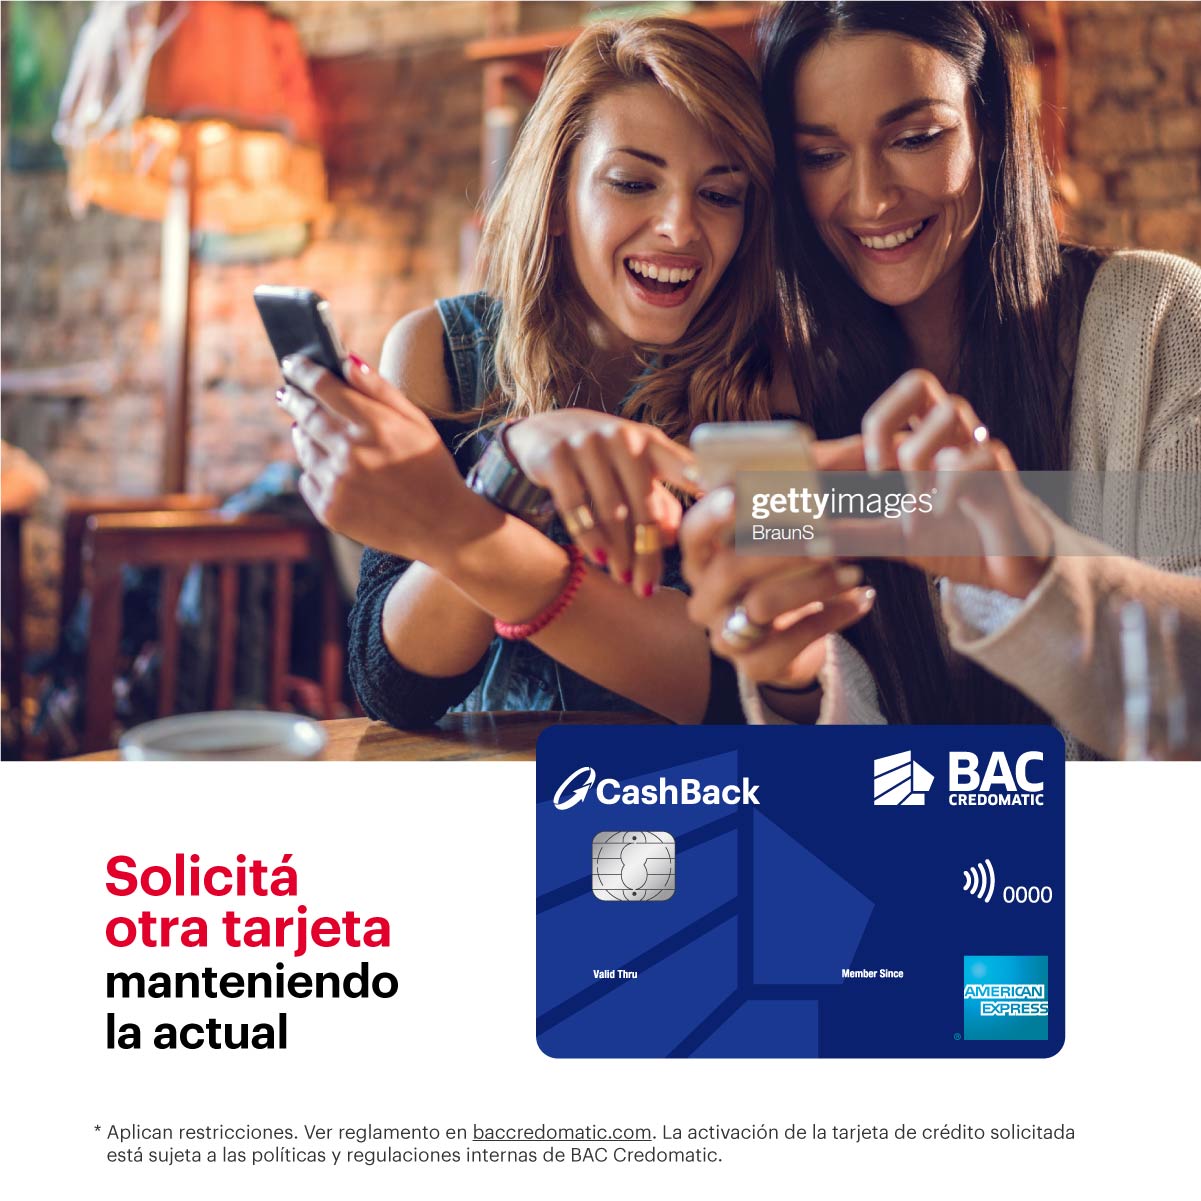 gettyimages®
BraunS
CashBack
BAC
CREDOMATIC
0000
Valid Thru
Member Since
AMERICAN
EXPRESS
®
Solicitá
otra tarjeta
manteniendo
la actual
* Aplican restricciones. Ver reglamento en baccredomatic.com. La activación de la tarjeta de crédito solicitada
está sujeta a las políticas y regulaciones internas de BAC Credomatic.